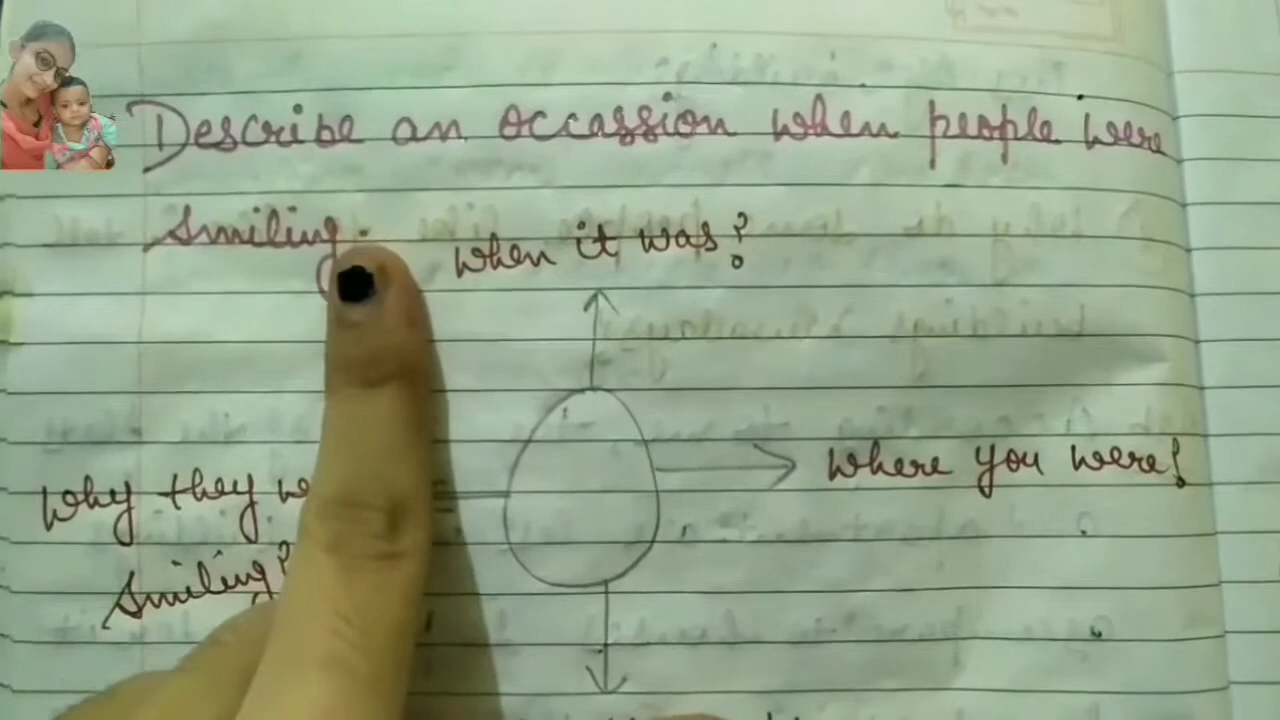 Describe an occassion when people were
Smiling.
When it was?
Where you were?
Why they
Smiling?